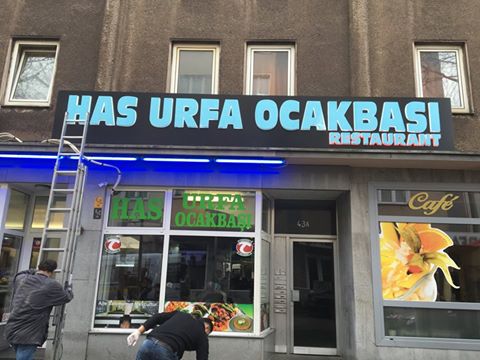 HAS URFA OCAKBASI
RESTAURANT
HAS URFA
OCAKBAŞI
43A
Café